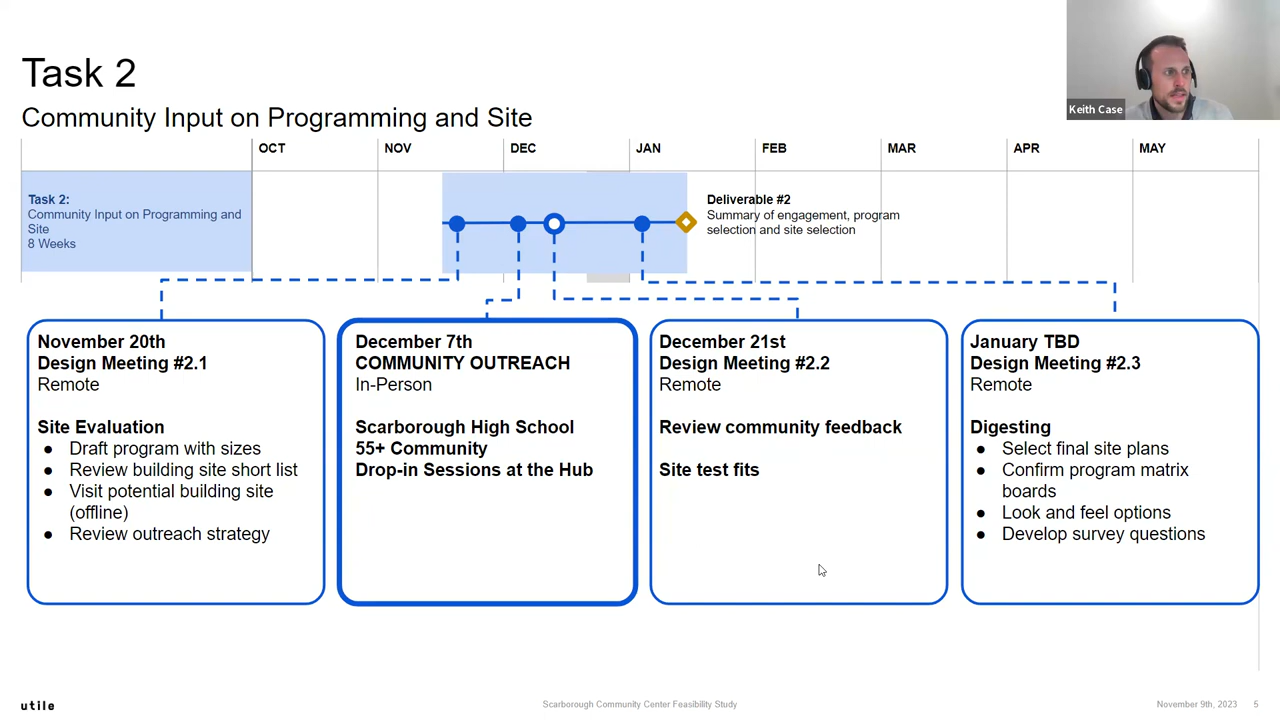 Task 2
Community Input on Programming and Site
Keith Case
OCT
NOV
DEC
JAN
FEB
MAR
APR
MAY
Task 2:
Community Input on Programming and
Site
8 Weeks
Deliverable #2
Summary of engagement, program
selection and site selection
November 20th
Design Meeting #2.1
Remote
Site Evaluation
● Draft program with sizes
● Review building site short list
● Visit potential building site
(offline)
● Review outreach strategy
December 7th
COMMUNITY OUTREACH
In-Person
Scarborough High School
55+ Community
Drop-in Sessions at the Hub
December 21st
Design Meeting #2.2
Remote
Review community feedback
Site test fits
January TBD
Design Meeting #2.3
Remote
Digesting
● Select final site plans
● Confirm program matrix
boards
● Look and feel options
● Develop survey questions
utile
Scarborough Community Center Feasibility Study
November 9th, 2023 5